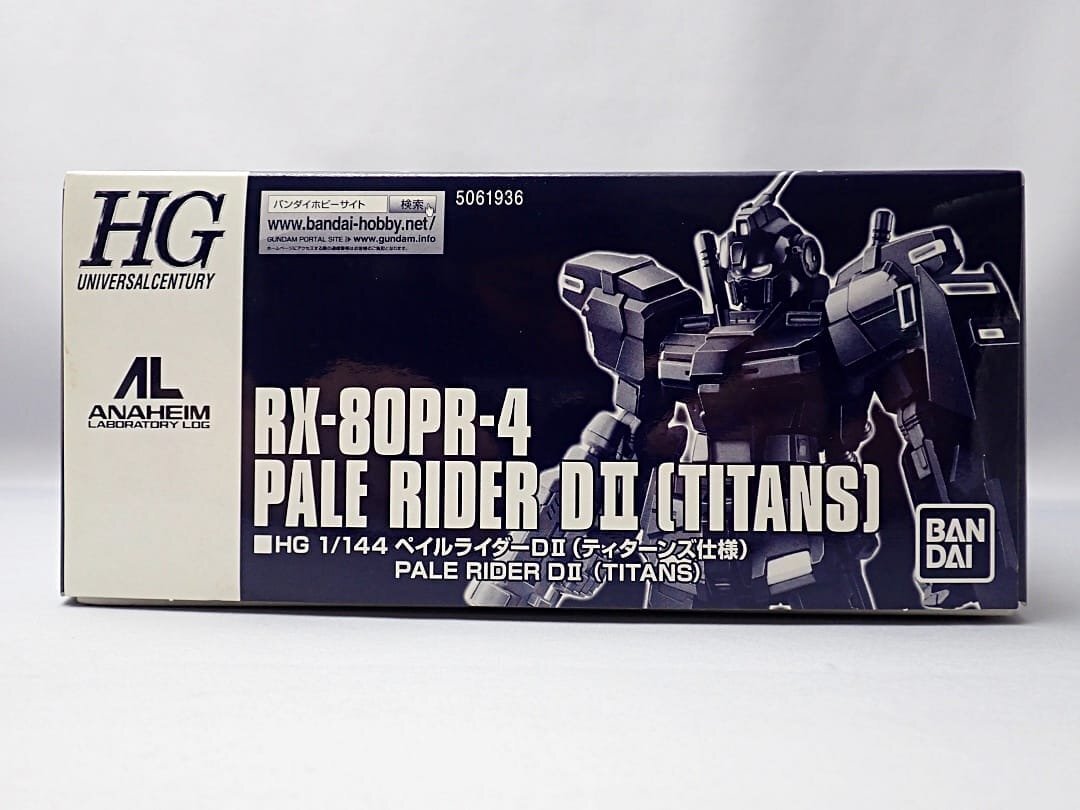 HG
UNIVERSAL CENTURY
AL
ANAHEIM
LABORATORY LOG
バンダイホビーサイト 検索
www.bandai-hobby.net/
GUNDAM PORTAL SITE www.gundam.info
5061936
RX-80PR-4
PALE RIDER DⅡ (TITANS)
■HG 1/144 ペイルライダーDⅡ(ティターンズ仕様)
PALE RIDER DⅡ (TITANS)
BAN
DAI